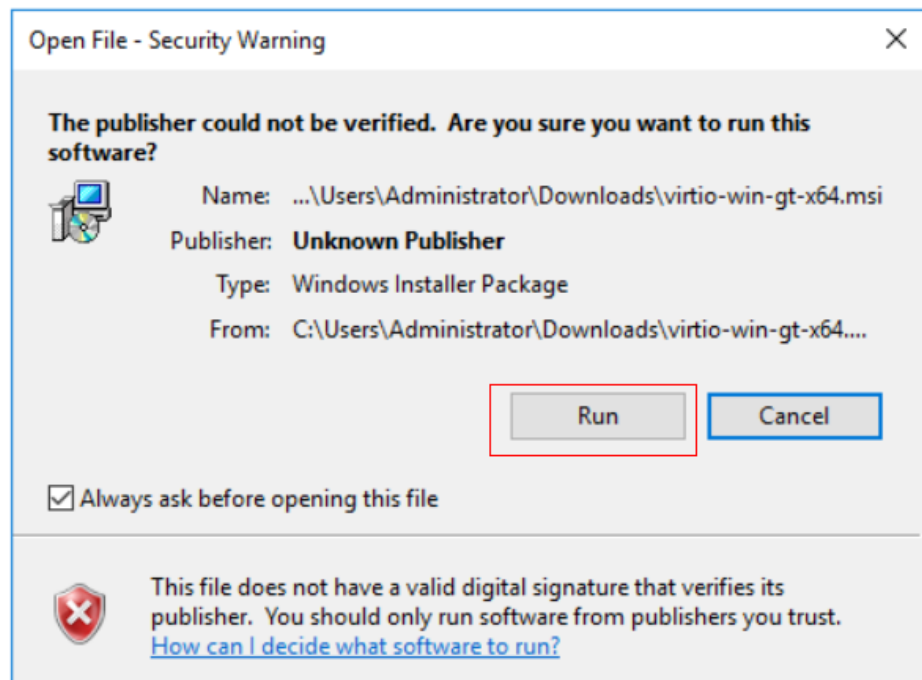 Open File - Security Warning
The publisher could not be verified.  Are you sure you want to run this
software?
Name: ...\Users\Administrator\Downloads\virtio-win-gt-x64.msi
Publisher: Unknown Publisher
Type: Windows Installer Package
From: C:\Users\Administrator\Downloads\virtio-win-gt-x64....
Run Cancel
Always ask before opening this file
This file does not have a valid digital signature that verifies its
publisher.  You should only run software from publishers you trust.
How can I decide what software to run?